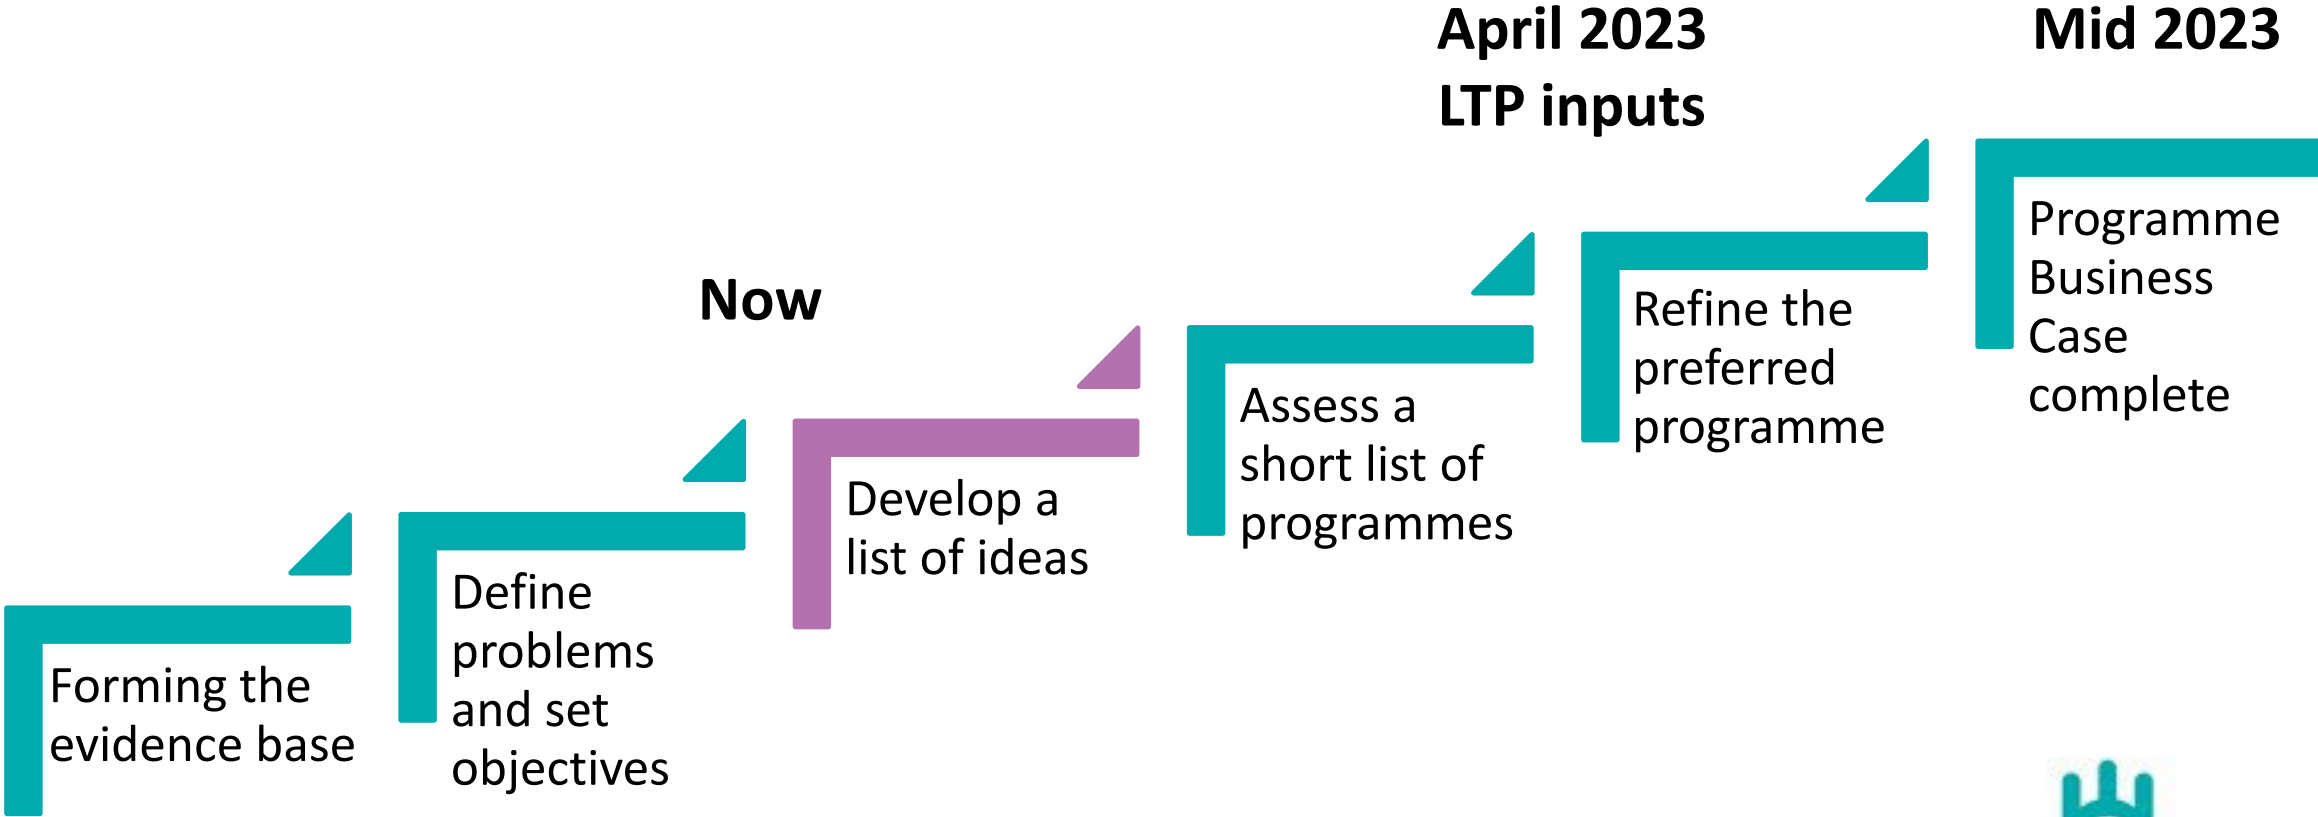 April 2023
LTP inputs
Mid 2023
Now
Forming the
evidence base
Define
problems
and set
objectives
Develop a
list of ideas
Assess a
short list of
programmes
Refine the
preferred
programme
Programme
Business
Case
complete